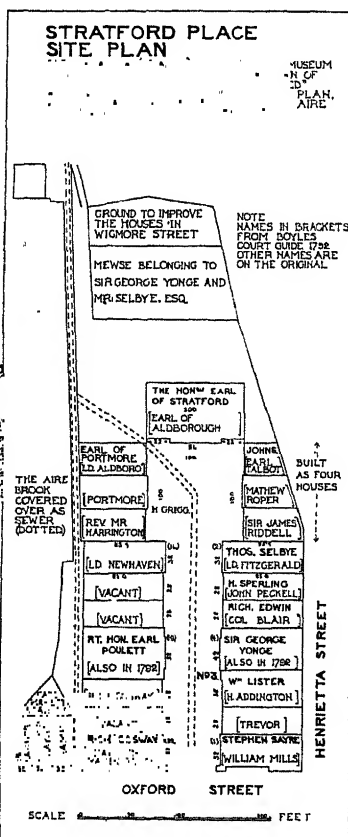 STRATFORD PLACE
SITE PLAN
MUSEUM
OF
PLAN,
AIRE
GROUND TO IMPROVE
THE HOUSES IN
WIGMORE STREET
NOTE
NAMES IN BRACKETS
FROM BOYLES
COURT GUIDE 1792
OTHER NAMES ARE
ON THE ORIGINAL
MEWSE BELONGING TO
SIR GEORGE YONGE AND
MR. SELBYE. ESQ
THE HON EARL
OF STRATFORD
[EARL OF
ALDBOROUGH]
EARL OF
PORTMORE
[LD. ALDBORO]
[PORTMORE]
REV. MR
HARRINGTON]
H GRIGG.
JOHN
EARL
TALBOT]
MATHEW
ROPER
[SIR JAMES
RIDDELL
BUILT
AS FOUR
HOUSES
THE AIRE
BROOK
COVERED
OVER AS
SEWER
(DOTTED)
[LD. NEWHAVEN]
[VACANT]
[VACANT]
RT. HON. EARL
POULETT
[ALSO IN 1792]
THOS. SELBYE
[LD. FITZGERALD]
H. SPERLING
[JOHN PECKELL]
RICH. EDWIN
[COL BLAIR]
SIR GEORGE
YONGE
[ALSO IN 1792]
WM LISTER
[H. ADDINGTON]
[TREVOR]
STEPHEN SAYRE
[WILLIAM MILLS]
HENRIETTA STREET
OXFORD STREET
SCALE FEET